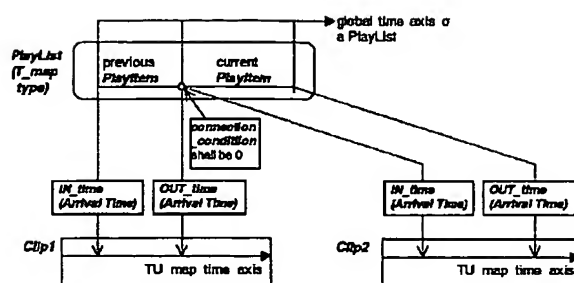 global time axis o
a PlayList
PlayList
(T_map
type)
previous
PlayItem
current
PlayItem
connection
_condition
shall be 0
IN_time
(Arrival Time)
OUT_time
(Arrival Time)
IN_time
(Arrival Time)
OUT_time
(Arrival Time)
Clip1
TU map time axis
Clip2
TU map time axis